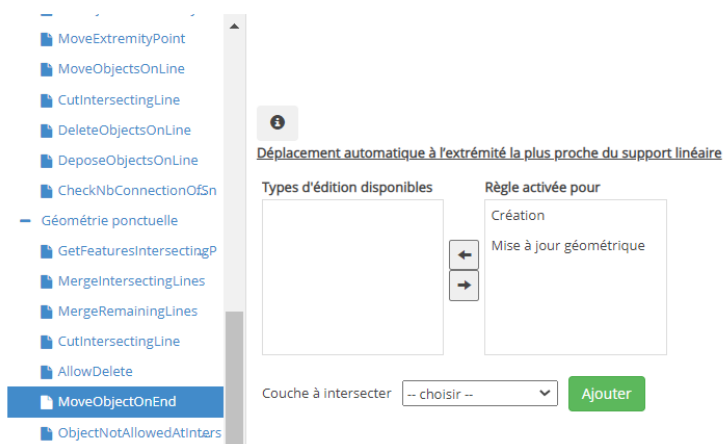 MoveExtremityPoint
MoveObjectsOnLine
CutIntersectingLine
DeleteObjectsOnLine
DeposeObjectsOnLine
CheckNbConnectionOfSn
Géométrie ponctuelle
GetFeaturesIntersectingP
MergeIntersectingLines
MergeRemainingLines
CutIntersectingLine
AllowDelete
MoveObjectOnEnd
ObjectNotAllowedAtInters
Déplacement automatique à l'extrémité la plus proche du support linéaire
Types d'édition disponibles
Règle activée pour
Création
Mise à jour géométrique
Couche à intersecter -- choisir -- Ajouter